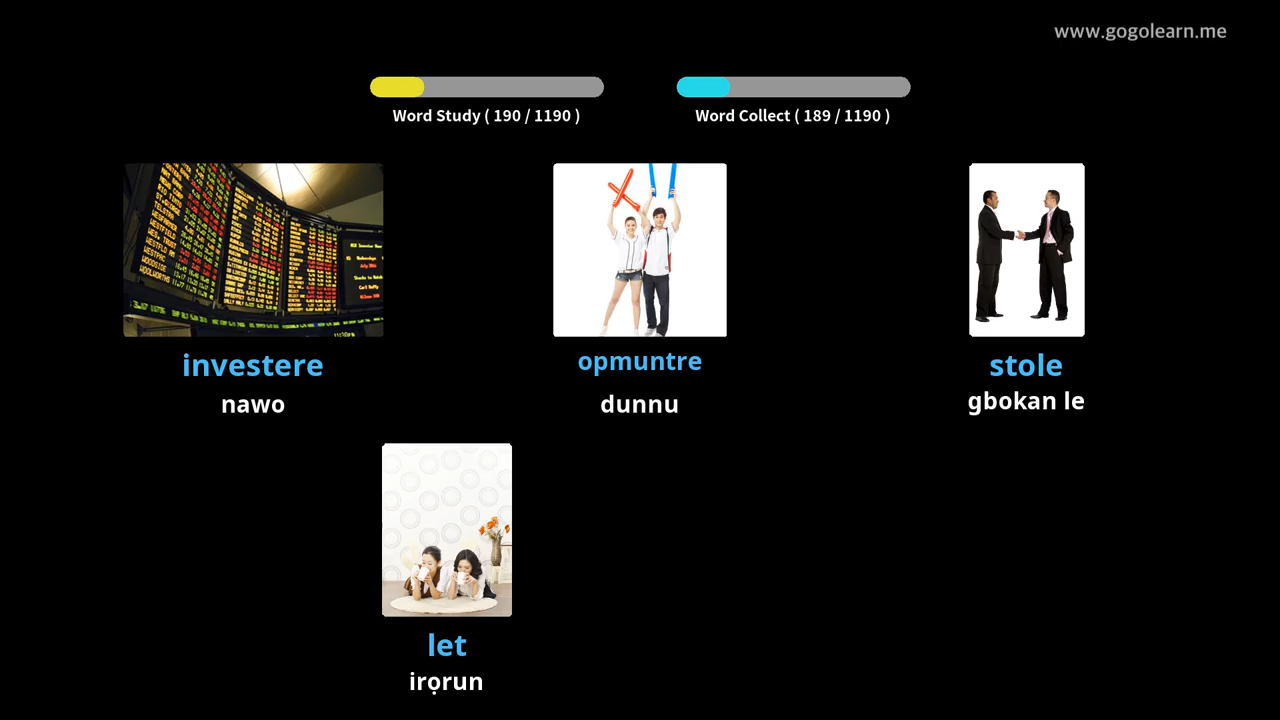 www.gogolearn.me
Word Study ( 190 / 1190 )
Word Collect ( 189 / 1190 )
investere
nawo
opmuntre
dunnu
stole
gbokan le
let
irọrun